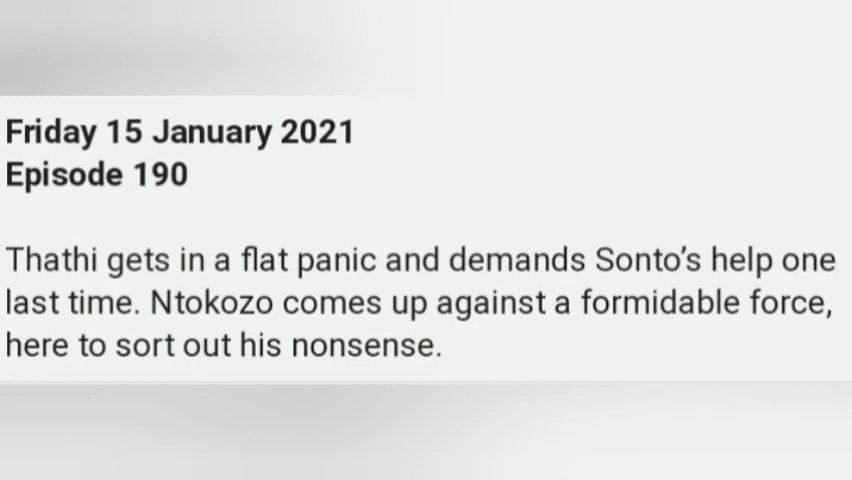 Friday 15 January 2021
Episode 190
Thathi gets in a flat panic and demands Sonto’s help one
last time. Ntokozo comes up against a formidable force,
here to sort out his nonsense.